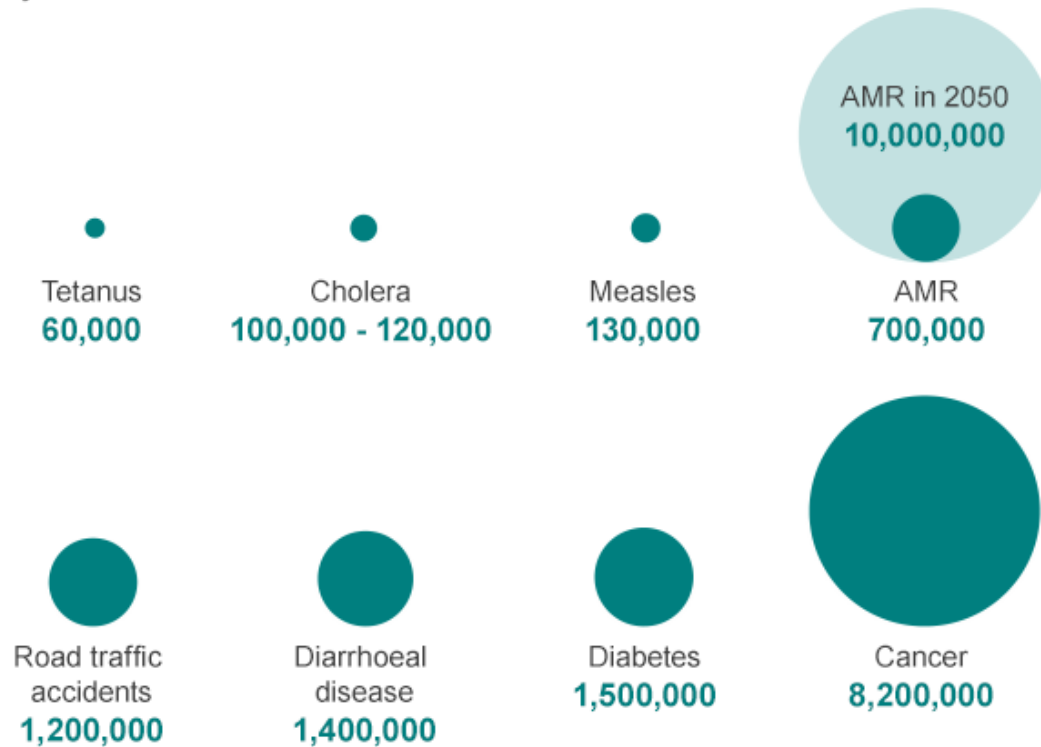 AMR in 2050
10,000,000
Tetanus
60,000
Cholera
100,000 - 120,000
Measles
130,000
AMR
700,000
Road traffic
accidents
1,200,000
Diarrhoeal
disease
1,400,000
Diabetes
1,500,000
Cancer
8,200,000